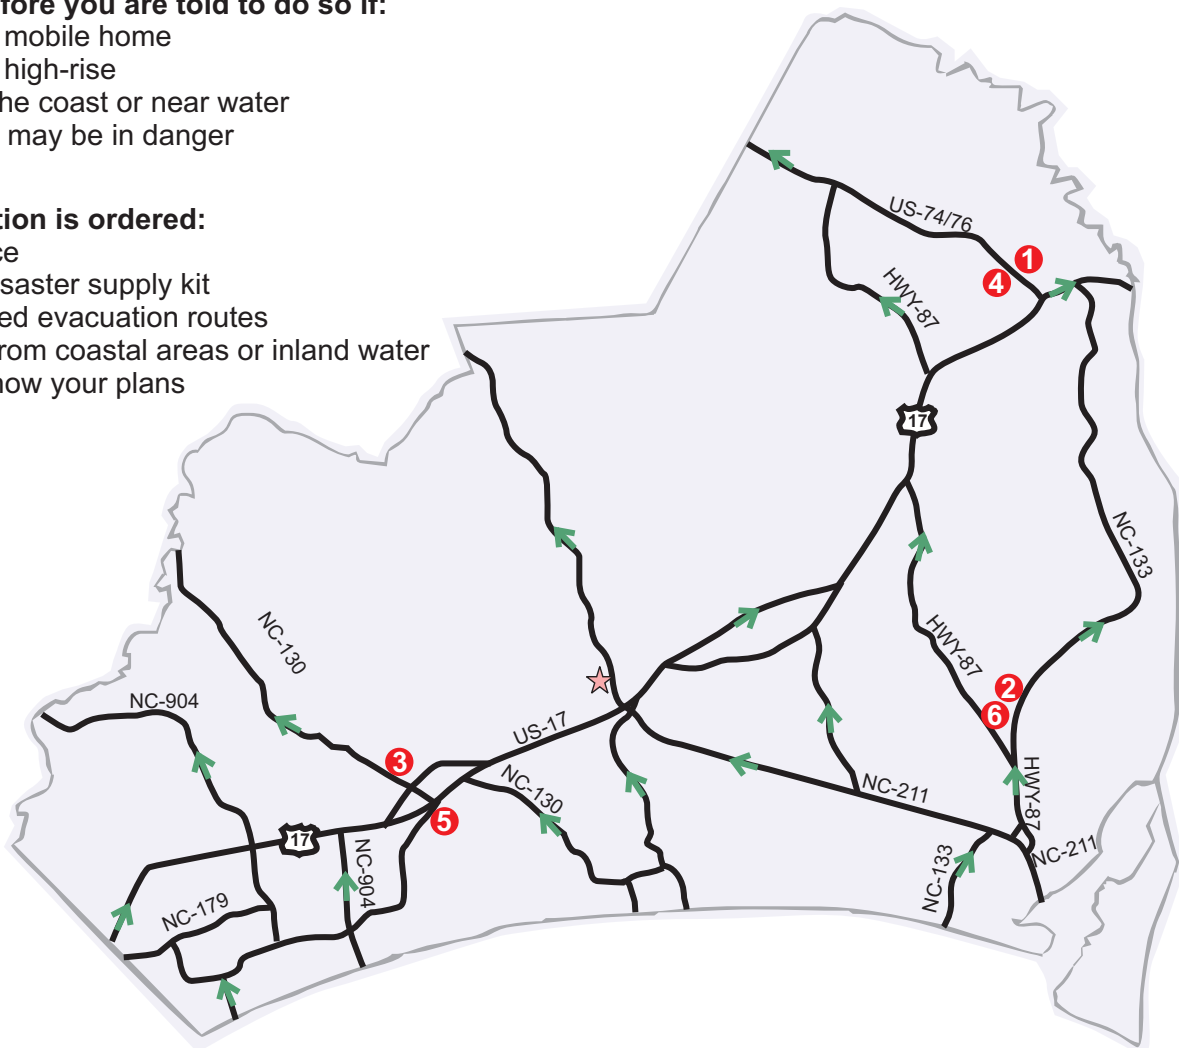 fore you are told to do so if:
mobile home
high-rise
he coast or near water
may be in danger
tion is ordered:
ce
saster supply kit
ed evacuation routes
rom coastal areas or inland water
now your plans
US-74/76
1
4
HWY-87
17
NC-133
NC-130
HWY-87
NC-904
2
6
US-17
3
NC-130
HWY-87
NC-211
5
17
NC-904
NC-133
NC-211
NC-179